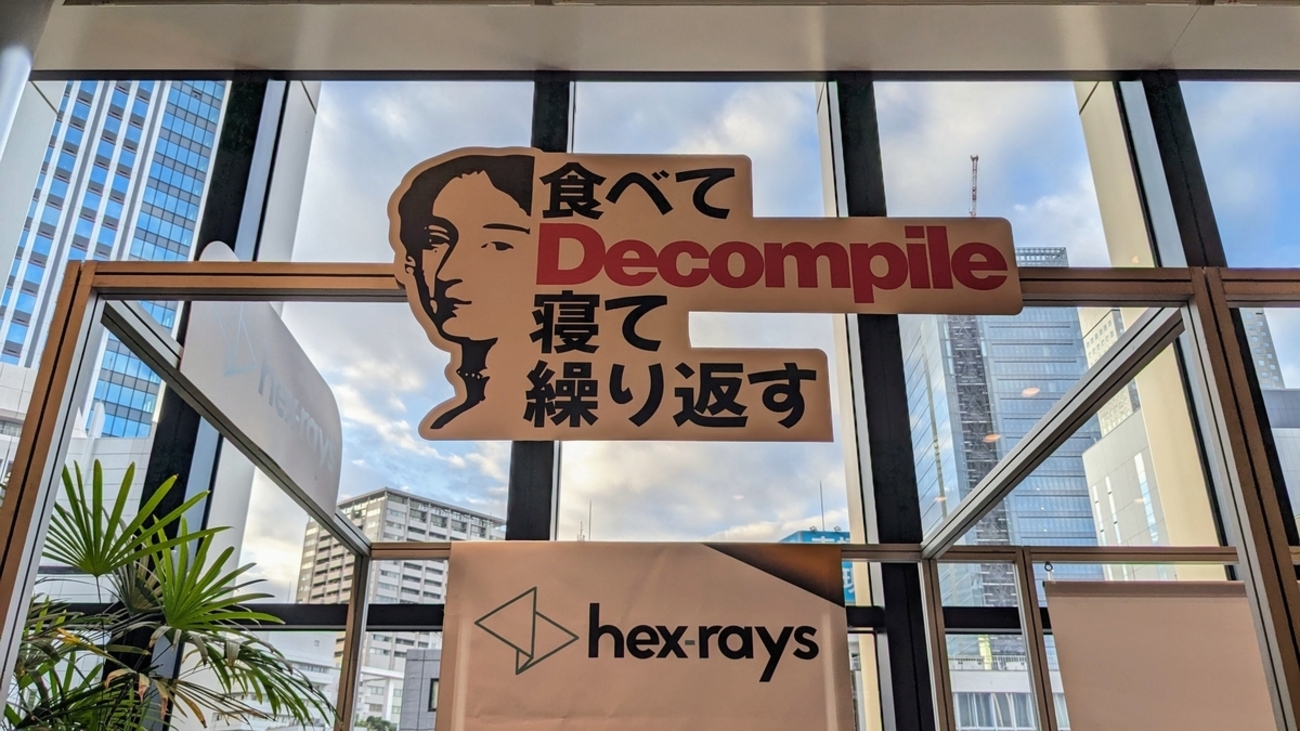 食べて
Decompile
寝て
繰り返す
hex-rays
hex-rays